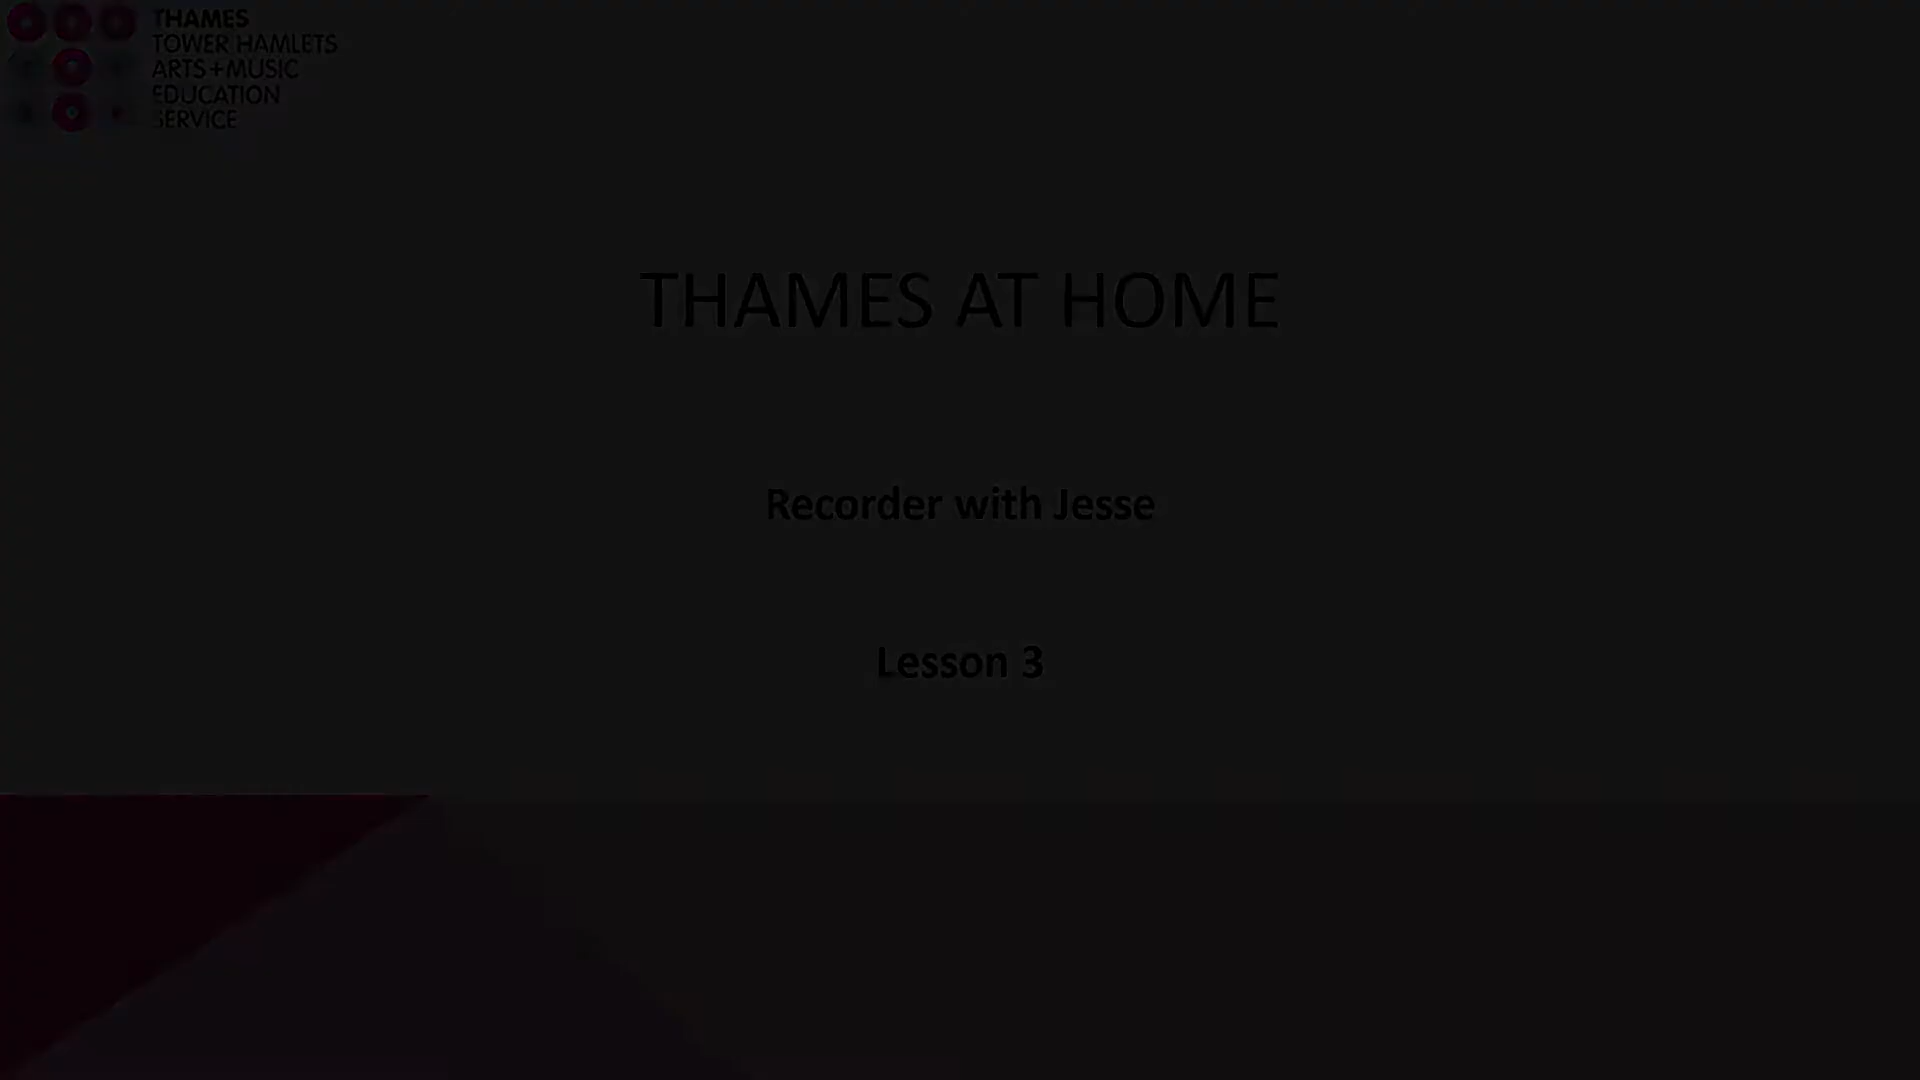 THAMES
TOWER HAMLETS
ARTS+MUSIC
EDUCATION
SERVICE
THAMES AT HOME
Recorder with Jesse
Lesson 3